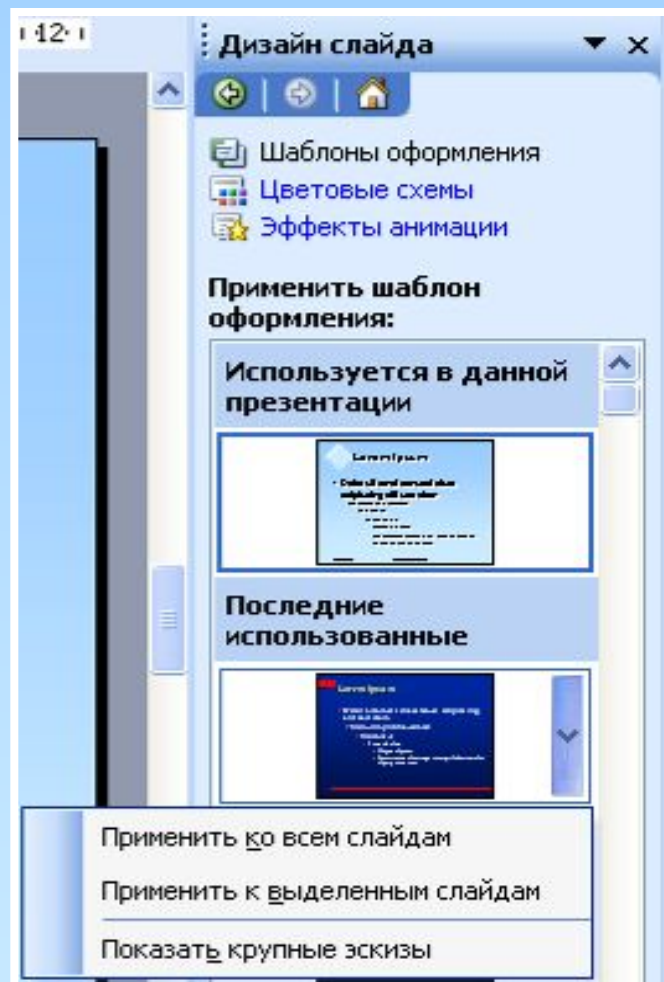 12
Дизайн слайда
Шаблоны оформления
Цветовые схемы
Эффекты анимации
Применить шаблон
оформления:
Используется в данной
презентации
Последние
использованные
Применить ко всем слайдам
Применить к выделенным слайдам
Показать крупные эскизы